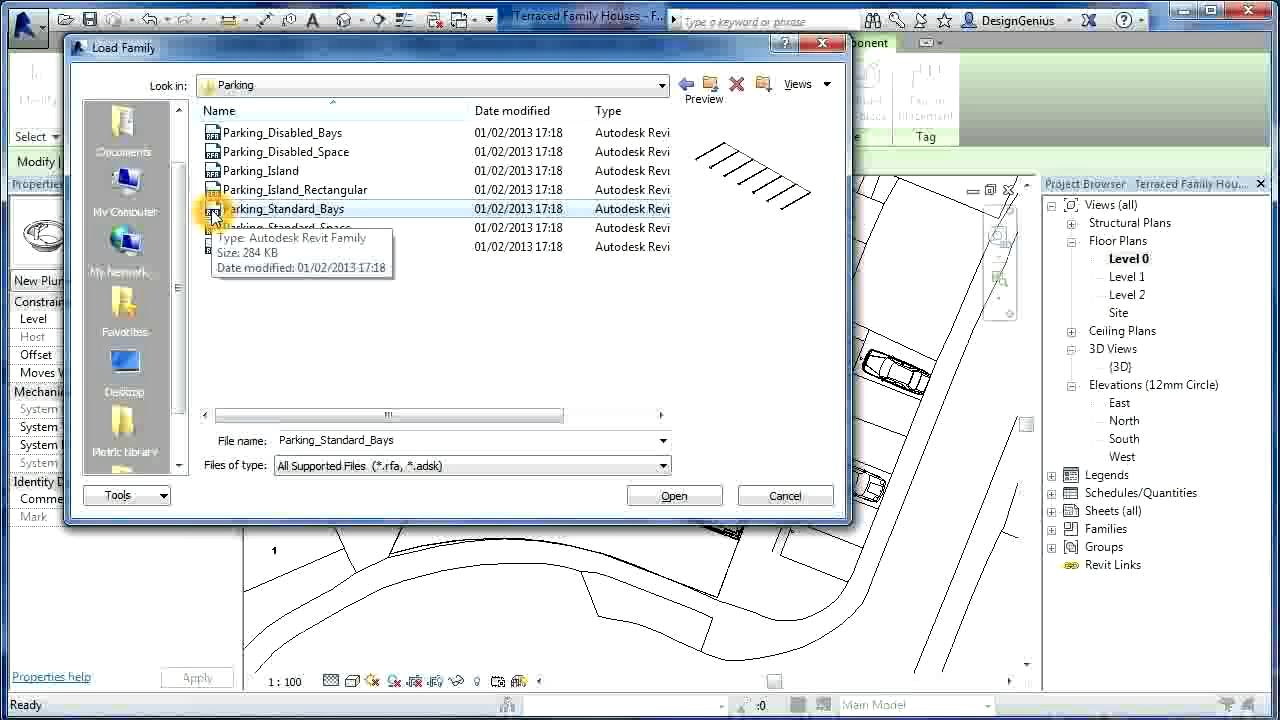 Terraced Family Houses - F...
Type a keyword or phrase
DesignGenius
Load Family
Look in:
Parking
Views
Preview
Name
Date modified
Type
Parking_Disabled_Bays 01/02/2013 17:18 Autodesk Revi
Parking_Disabled_Space 01/02/2013 17:18 Autodesk Revi
Parking_Island 01/02/2013 17:18 Autodesk Revi
Parking_Island_Rectangular 01/02/2013 17:18 Autodesk Revi
Parking_Standard_Bays 01/02/2013 17:18 Autodesk Revi
Parking_Standard_Space 01/02/2013 17:18 Autodesk Revi
01/02/2013 17:18 Autodesk Revi
Type: Autodesk Revit Family
Size: 284 KB
Date modified: 01/02/2013 17:18
Documents
My Computer
My Network...
Favorites
Desktop
Metric Library
File name:
Parking_Standard_Bays
Files of type:
All Supported Files (*.rfa, *.adsk)
Tools
Open
Cancel
Modify
Select
Modify |
Properties
New Plun
Constrain
Level
Host
Offset
Moves W
Mechanic
System
System
System I
System
Identity D
Comme
Mark
Properties help
Apply
ponent
Tag
1
Project Browser - Terraced Family Hous...
Views (all)
Structural Plans
Floor Plans
Level 0
Level 1
Level 2
Site
Ceiling Plans
3D Views
{3D}
Elevations (12mm Circle)
East
North
South
West
Legends
Schedules/Quantities
Sheets (all)
Families
Groups
Revit Links
1 : 100
Ready
:0
Main Model